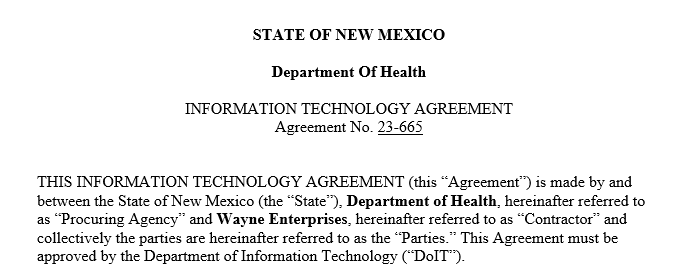 STATE OF NEW MEXICO
Department Of Health
INFORMATION TECHNOLOGY AGREEMENT
Agreement No. 23-665
THIS INFORMATION TECHNOLOGY AGREEMENT (this “Agreement”) is made by and
between the State of New Mexico (the “State”), Department of Health, hereinafter referred to
as “Procuring Agency” and Wayne Enterprises, hereinafter referred to as “Contractor” and
collectively the parties are hereinafter referred to as the “Parties.” This Agreement must be
approved by the Department of Information Technology (“DoIT”).